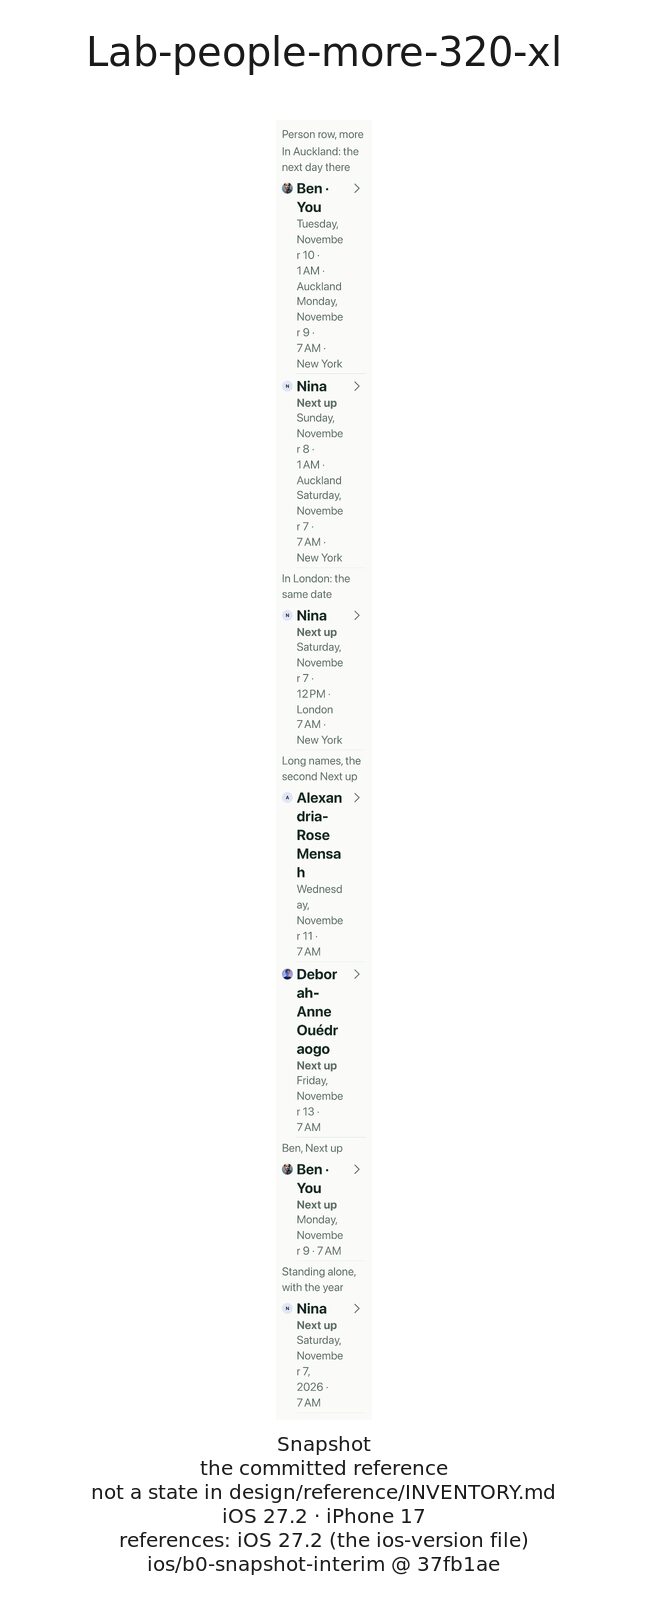 Lab-people-more-320-xl
Person row, more
In Auckland: the
next day there
Ben ·
You
Tuesday,
Novembe
r 10 ·
1 AM ·
Auckland
Monday,
Novembe
r 9 ·
7 AM ·
New York
N
Nina
Next up
Sunday,
Novembe
r 8 ·
1 AM ·
Auckland
Saturday,
Novembe
r 7 ·
7 AM ·
New York
In London: the
same date
N
Nina
Next up
Saturday,
Novembe
r 7 ·
12 PM ·
London
7 AM ·
New York
Long names, the
second Next up
A
Alexan
dria-
Rose
Mensa
h
Wednesd
ay,
Novembe
r 11 ·
7 AM
Debor
ah-
Anne
Ouédr
aogo
Next up
Friday,
Novembe
r 13 ·
7 AM
Ben, Next up
Ben ·
You
Next up
Monday,
Novembe
r 9 · 7 AM
Standing alone,
with the year
N
Nina
Next up
Saturday,
Novembe
r 7,
2026 ·
7 AM
Snapshot
the committed reference
not a state in design/reference/INVENTORY.md
iOS 27.2 · iPhone 17
references: iOS 27.2 (the ios-version file)
ios/b0-snapshot-interim @ 37fb1ae